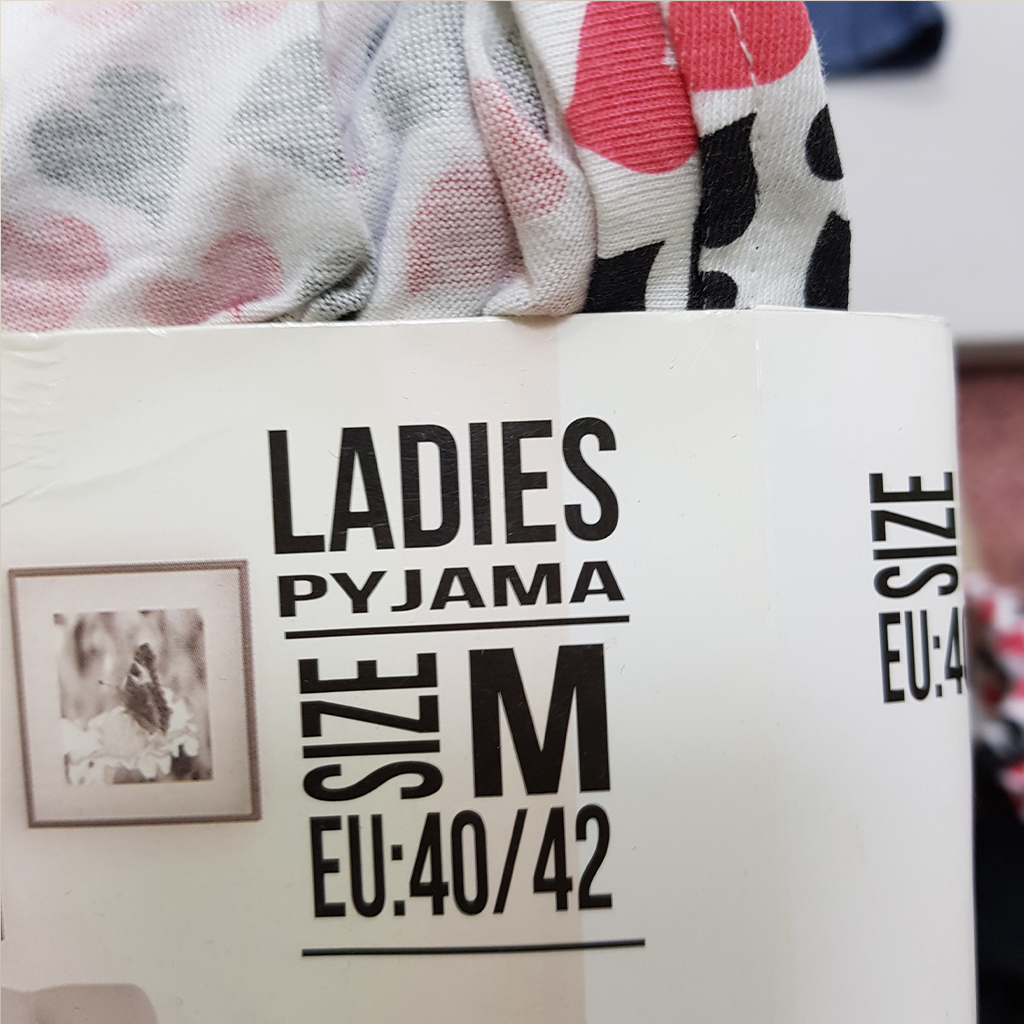 LADIES
PYJAMA
SIZE M
EU:40/42
SIZE
EU:4